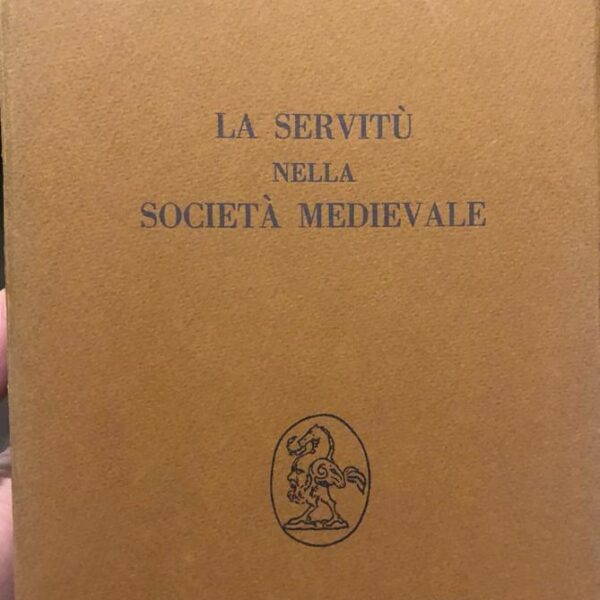 LA SERVITÙ
NELLA
SOCIETÀ MEDIEVALE